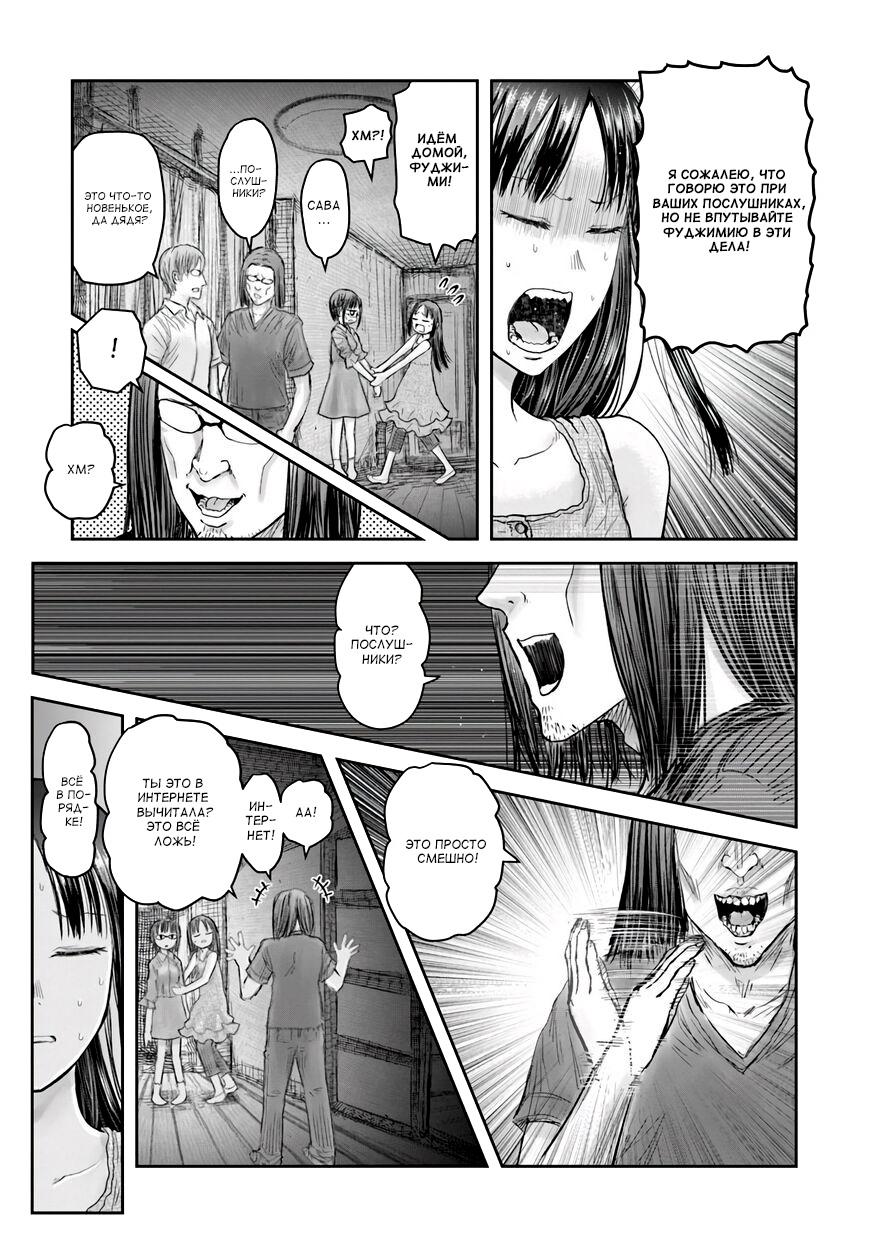 Я СОЖАЛЕЮ, ЧТО
ГОВОРЮ ЭТО ПРИ
ВАШИХ ПОСЛУШНИКАХ,
НО НЕ ВПУТЫВАЙТЕ
ФУДЖИМИЮ В ЭТИ
ДЕЛА!
ИДЁМ
ДОМОЙ,
ФУДЖИ-
МИ!
ХМ?!
САВА
...
...ПО-
СЛУШ-
НИКИ?
ЭТО ЧТО-ТО
НОВЕНЬКОЕ,
ДА ДЯДЯ?
!
ХМ?
ЧТО?
ПОСЛУШ-
НИКИ?
ЭТО ПРОСТО
СМЕШНО!
АА!
ИН-
ТЕР-
НЕТ!
ТЫ ЭТО В
ИНТЕРНЕТЕ
ВЫЧИТАЛА?
ЭТО ВСЁ
ЛОЖЬ!
ВСЁ
В ПО-
РЯД-
КЕ!